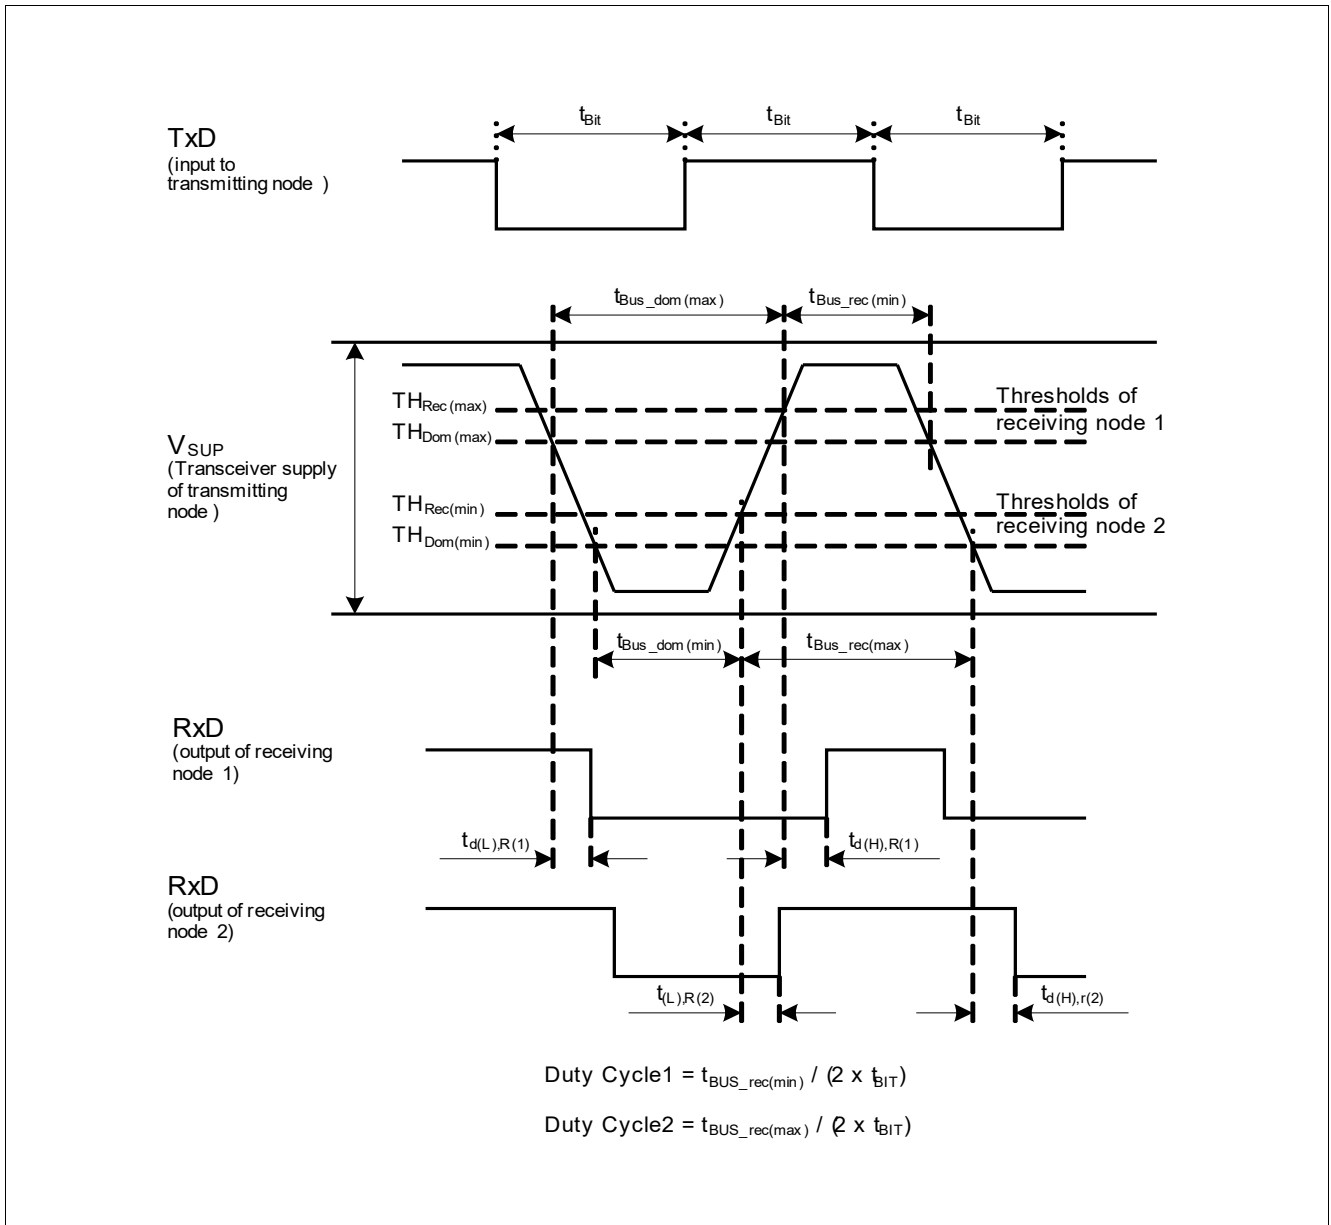 tBit tBit tBit
TxD
(input to
transmitting node )
tBus_dom(max) tBus_rec(min)
THRec(max)
Thresholds of
receiving node 1
THDom(max)
VSUP
(Transceiver supply
of transmitting
node)
THRec(min)
Thresholds of
receiving node 2
THDom(min)
tBus_dom(min) tBus_rec(max)
RxD
(output of receiving
node 1)
td(L),R(1) td(H),R(1)
RxD
(output of receiving
node 2)
t(L),R(2) td(H),r(2)
Duty Cycle1 = tBUS_rec(min) / (2 x tBIT)
Duty Cycle2 = tBUS_rec(max) / (2 x tBIT)